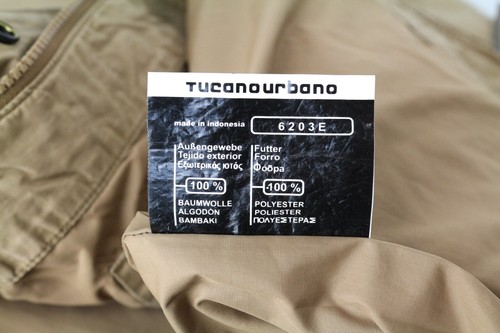 Tucanourbano
made in indonesia
6203E
Außengewebe
Tejido exterior
Εξωτερικός ιστός
100 %
BAUMWOLLE
ALGODÓN
ΒΑΜΒΑΚΙ
Futter
Forro
Φόδρα
100 %
POLYESTER
POLIESTER
ΠΟΛΥΕΣΤΕΡΑΣ